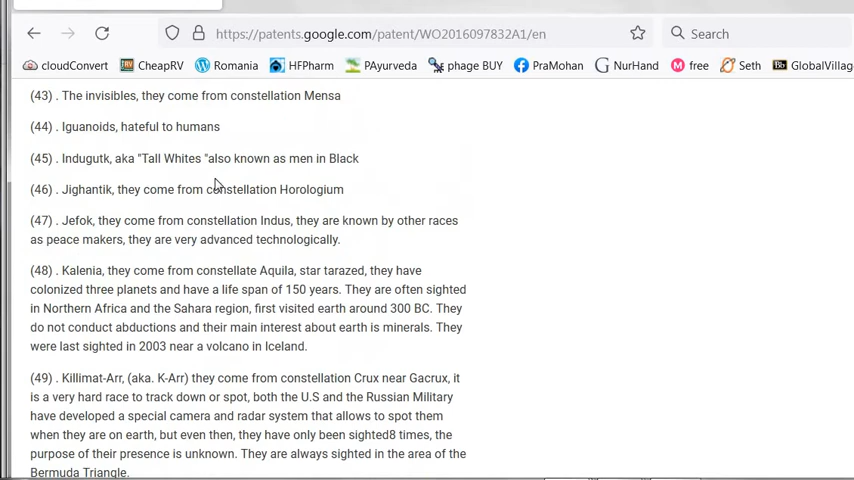 https://patents.google.com/patent/WO2016097832A1/en
Search
cloudConvert CheapRV Romania HFPharm PAyurveda phage BUY PraMohan NurHand free Seth GlobalVillag
(43) . The invisibles, they come from constellation Mensa
(44) . Iguanoids, hateful to humans
(45) . Indugutk, aka "Tall Whites "also known as men in Black
(46) . Jighantik, they come from constellation Horologium
(47) . Jefok, they come from constellation Indus, they are known by other races
as peace makers, they are very advanced technologically.
(48) . Kalenia, they come from constellate Aquila, star tarazed, they have
colonized three planets and have a life span of 150 years. They are often sighted
in Northern Africa and the Sahara region, first visited earth around 300 BC. They
do not conduct abductions and their main interest about earth is minerals. They
were last sighted in 2003 near a volcano in Iceland.
(49) . Killimat-Arr, (aka. K-Arr) they come from constellation Crux near Gacrux, it
is a very hard race to track down or spot, both the U.S and the Russian Military
have developed a special camera and radar system that allows to spot them
when they are on earth, but even then, they have only been sighted8 times, the
purpose of their presence is unknown. They are always sighted in the area of the
Bermuda Triangle.